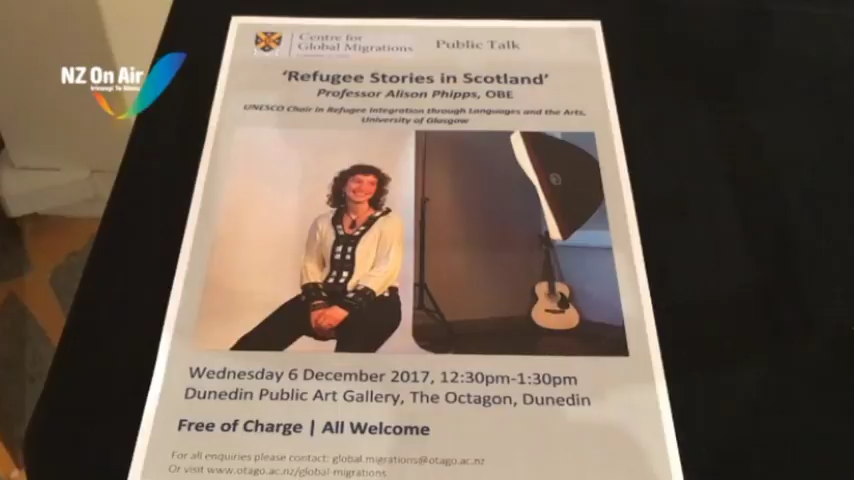 Centre for
Global Migrations
Public Talk
NZ On Air
Irirangi Te Motu
'Refugee Stories in Scotland'
Professor Alison Phipps, OBE
UNESCO Chair in Refugee Integration through Languages and the Arts,
University of Glasgow
Wednesday 6 December 2017, 12:30pm-1:30pm
Dunedin Public Art Gallery, The Octagon, Dunedin
Free of Charge | All Welcome
For all enquiries please contact: global.migrations@otago.ac.nz
Or visit www.otago.ac.nz/global-migrations